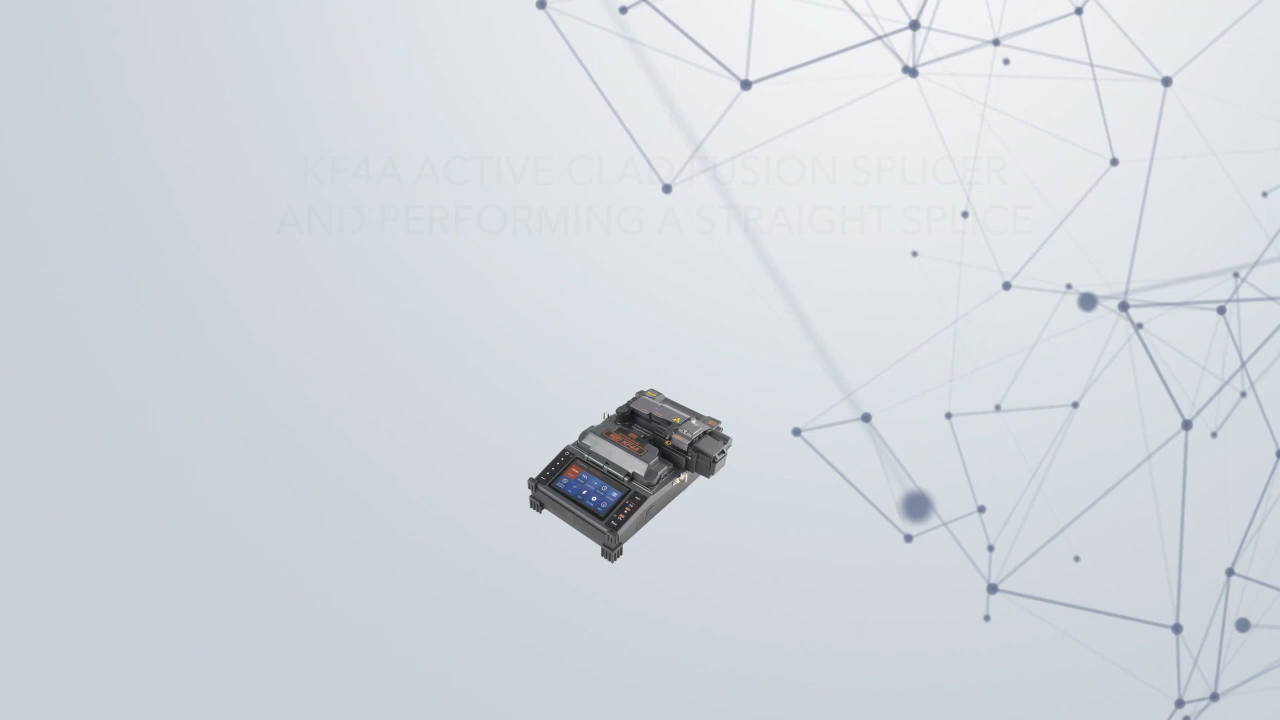 KF4A ACTIVE CLAD FUSION SPLICER
AND PERFORMING A STRAIGHT SPLICE